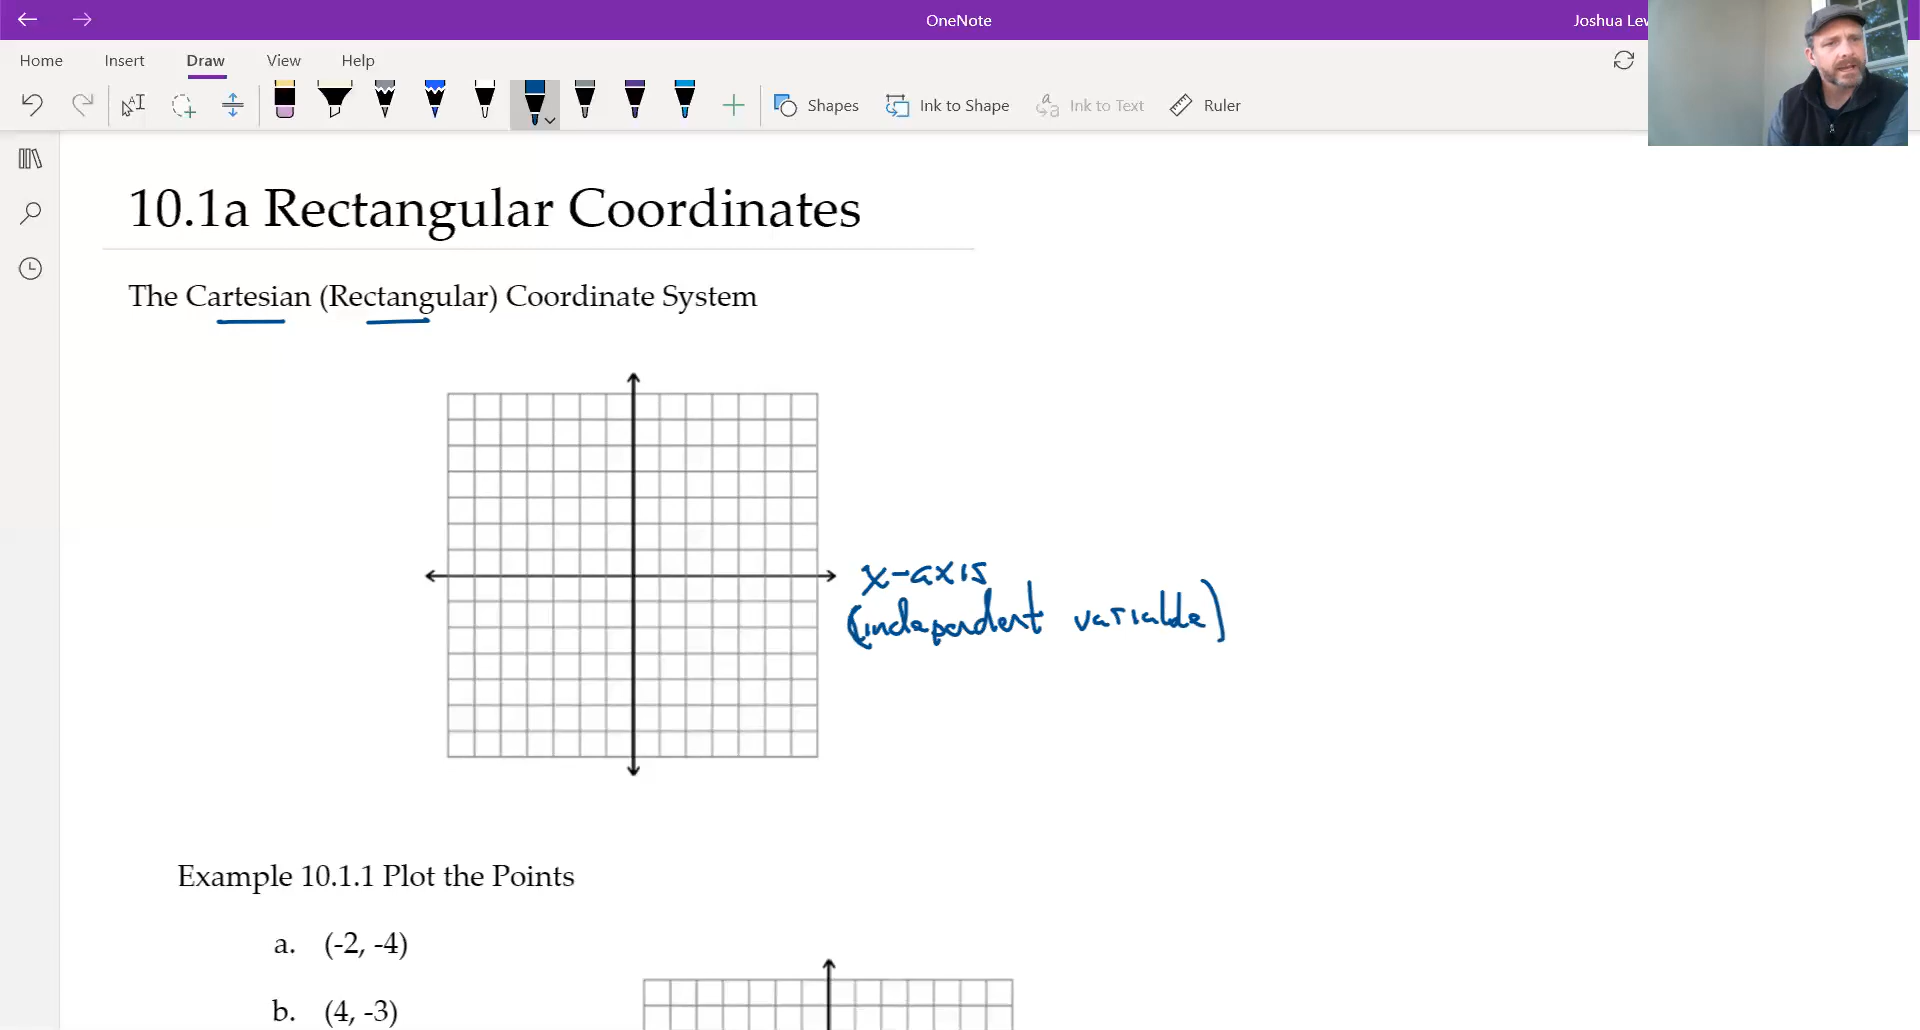 OneNote
Joshua Lew
Home Insert Draw View Help
Shapes Ink to Shape Ink to Text Ruler
10.1a Rectangular Coordinates
The Cartesian (Rectangular) Coordinate System
x-axis
(independent variable)
Example 10.1.1 Plot the Points
a. (-2, -4)
b. (4, -3)